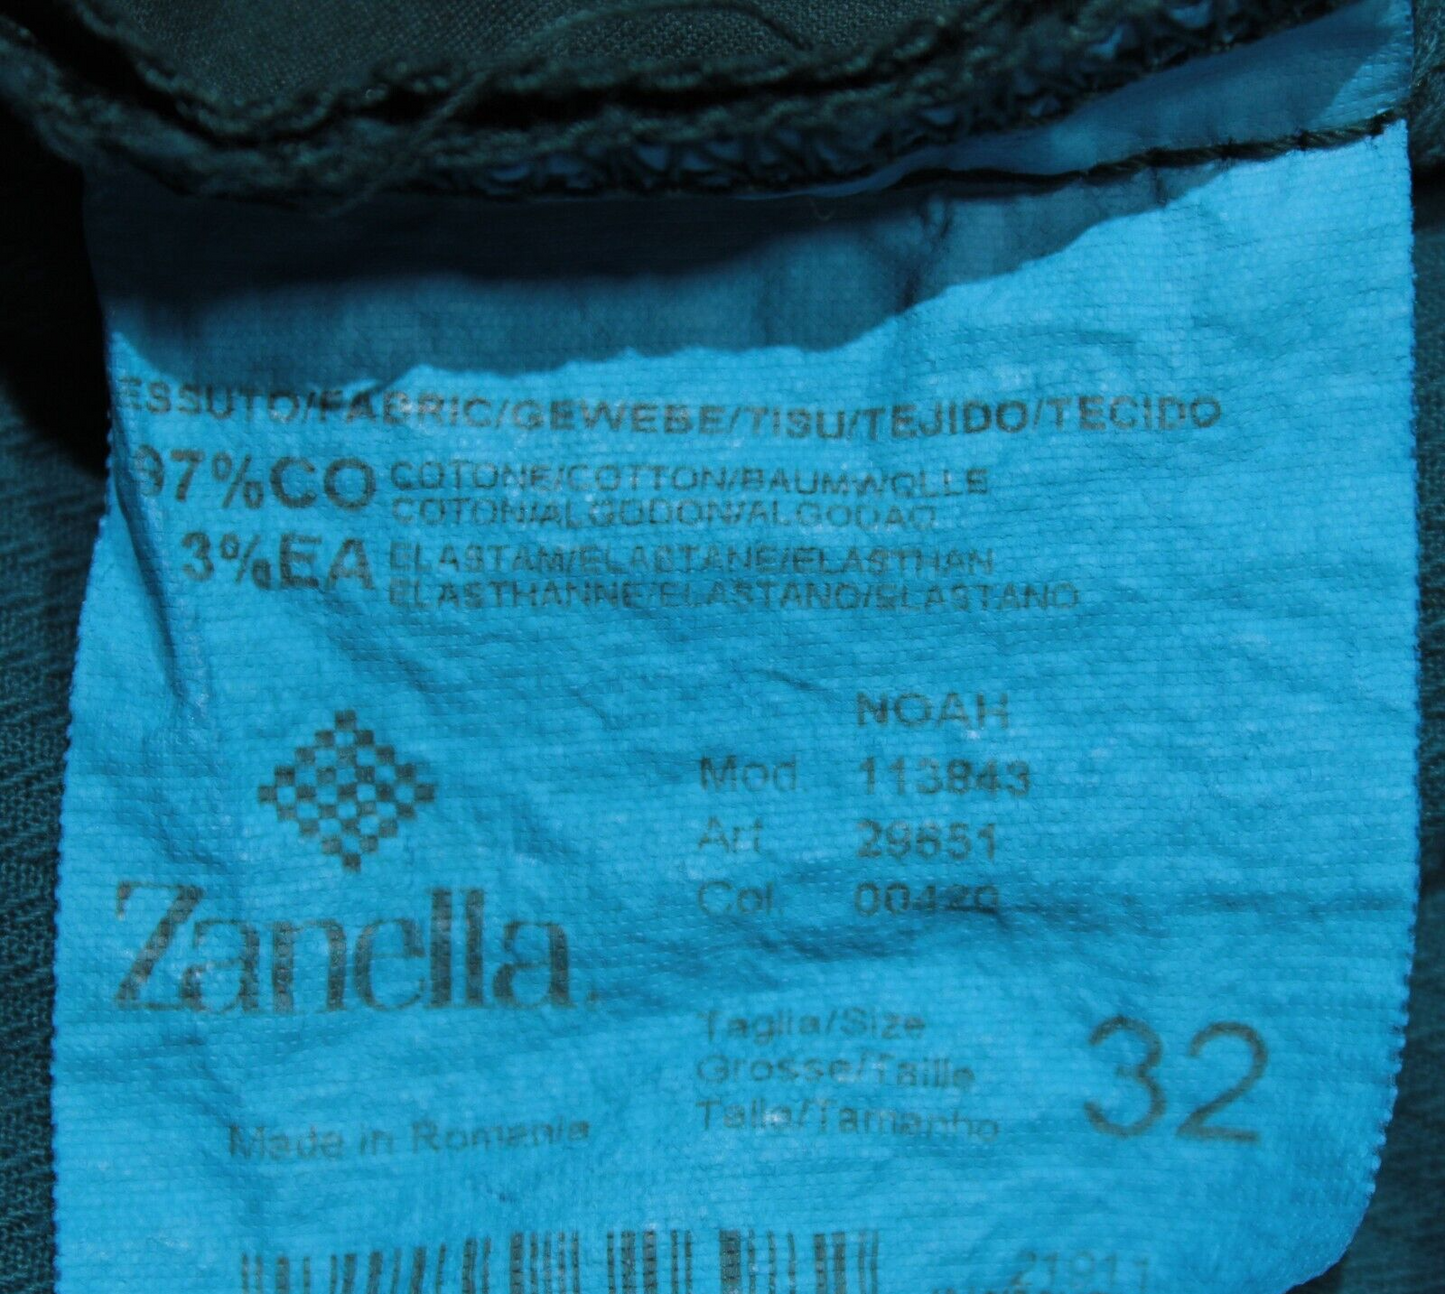 ESSUTO/FABRIC/GEWEBE/TISU/TEJIDO/TECIDO
97%CO COTONE/COTTON/BAUMWOLLE
COTON/ALGODON/ALGODAO
3%EA ELASTAM/ELASTANE/ELASTHAN
ELASTHANNE/ELASTANO/ELASTANO
NOAH
Mod. 113843
Art. 29651
Col. 00420
Zanella.
Taglia/Size
Grosse/Taille
Talle/Tamanho
32
Made in Romania